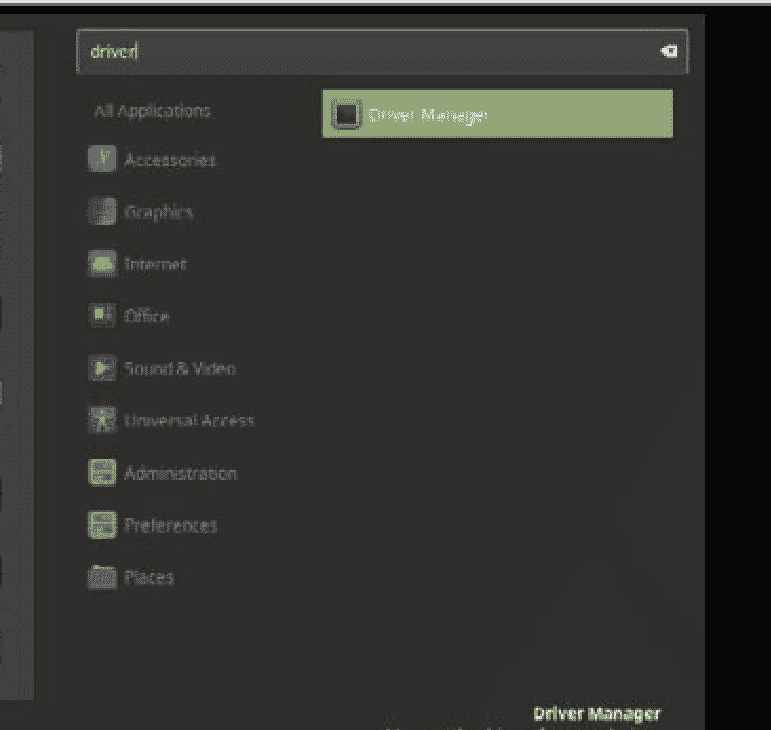 driver
All Applications
Driver Manager
Accessories
Graphics
Internet
Office
Sound & Video
Universal Access
Administration
Preferences
Places
Driver Manager